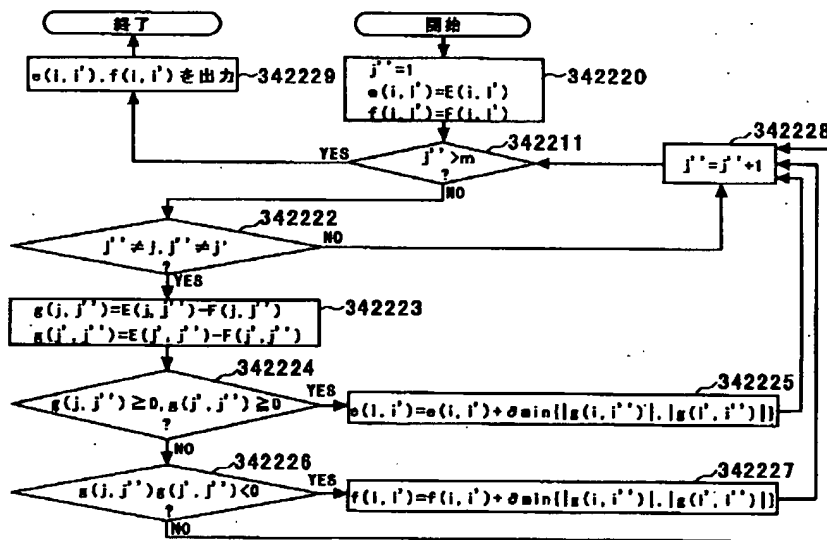 終了
開始
e(i,i'),f(i,i')を出力
342229
j''=1
e(i,i')=E(i,i')
f(i,i')=F(i,i')
342220
j''>m
?
342211
YES
NO
j''=j''+1
342228
j''≠j,j''≠j'
?
342222
NO
YES
g(j,j'')=E(j,j'')-F(j,j'')
g(j',j'')=E(j',j'')-F(j',j'')
342223
g(j,j'')≧0,g(j',j'')≧0
?
342224
YES
NO
e(i,i')=e(i,i')+∂min{|g(i,i'')|,|g(i',i'')|}
342225
g(j,j'')g(j',j'')<0
?
342226
YES
NO
f(i,i')=f(i,i')+∂min{|g(i,i'')|,|g(i',i'')|}
342227